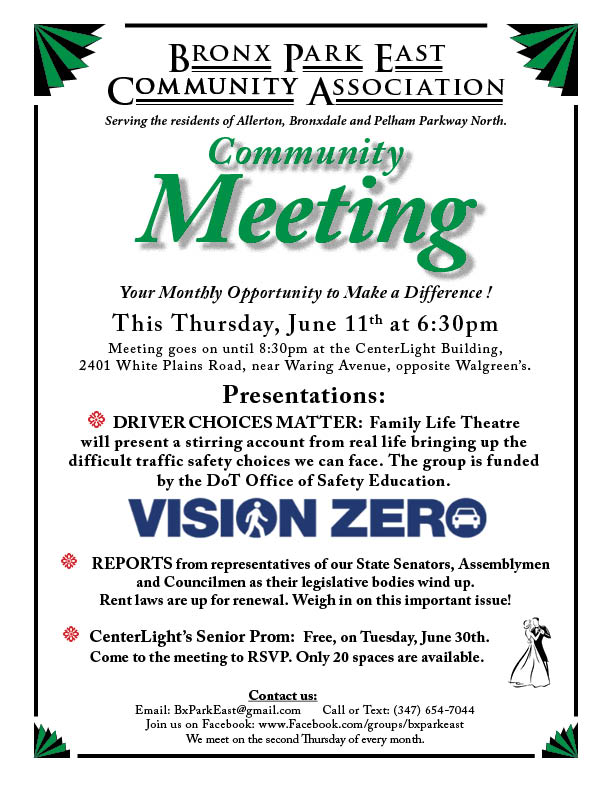 BRONX PARK EAST
COMMUNITY ASSOCIATION
Serving the residents of Allerton, Bronxdale and Pelham Parkway North.
Community
Meeting
Your Monthly Opportunity to Make a Difference !
This Thursday, June 11th at 6:30pm
Meeting goes on until 8:30pm at the CenterLight Building,
2401 White Plains Road, near Waring Avenue, opposite Walgreen's.
Presentations:
DRIVER CHOICES MATTER: Family Life Theatre
will present a stirring account from real life bringing up the
difficult traffic safety choices we can face. The group is funded
by the DoT Office of Safety Education.
VISION ZERO
REPORTS from representatives of our State Senators, Assemblymen
and Councilmen as their legislative bodies wind up.
Rent laws are up for renewal. Weigh in on this important issue!
CenterLight's Senior Prom: Free, on Tuesday, June 30th.
Come to the meeting to RSVP. Only 20 spaces are available.
Contact us:
Email: BxParkEast@gmail.com Call or Text: (347) 654-7044
Join us on Facebook: www.Facebook.com/groups/bxparkeast
We meet on the second Thursday of every month.